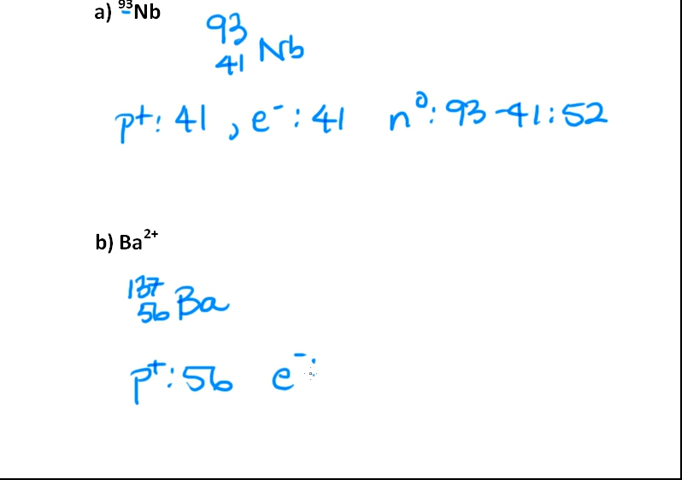 a) ⁹³Nb
93
41 Nb
p⁺: 41 , e⁻: 41 n⁰: 93-41:52
b) Ba²⁺
137
56 Ba
p⁺: 56 e⁻: